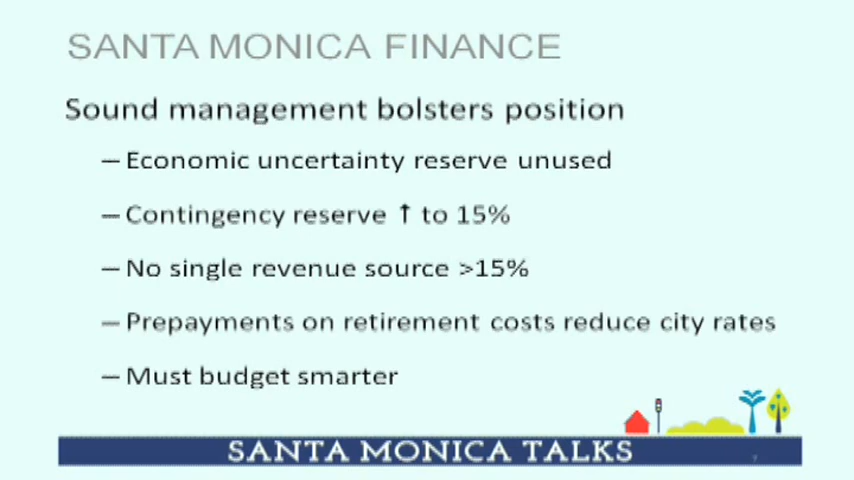 SANTA MONICA FINANCE
Sound management bolsters position
– Economic uncertainty reserve unused
– Contingency reserve ↑ to 15%
– No single revenue source >15%
– Prepayments on retirement costs reduce city rates
– Must budget smarter
SANTA MONICA TALKS